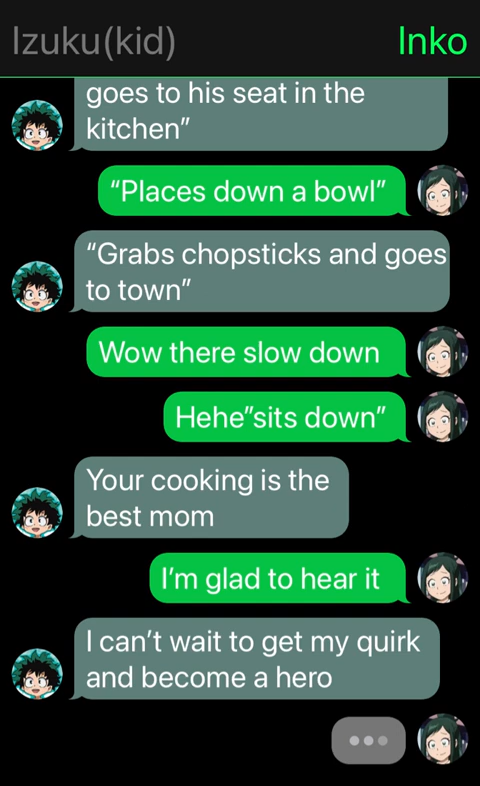 Izuku(kid)
Inko
goes to his seat in the
kitchen”
“Places down a bowl”
“Grabs chopsticks and goes
to town”
Wow there slow down
Hehe”sits down”
Your cooking is the
best mom
I’m glad to hear it
I can’t wait to get my quirk
and become a hero